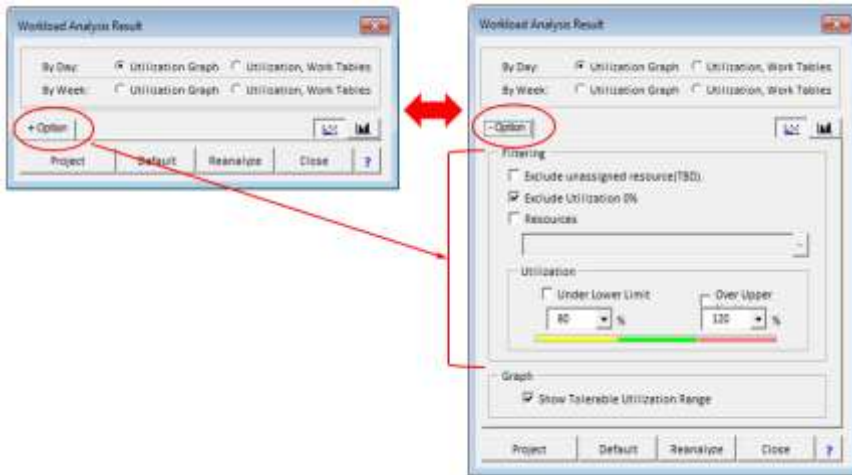 Workload Analysis Result
By Day: Utilization Graph Utilization, Work Tables
By Week: Utilization Graph Utilization, Work Tables
+ Option
Project Default Reanalyze Close ?
Workload Analysis Result
By Day: Utilization Graph Utilization, Work Tables
By Week: Utilization Graph Utilization, Work Tables
- Option
Filtering
Exclude unassigned resource(TBD)
Exclude Utilization 0%
Resources
Utilization
Under Lower Limit Over Upper
80 % 120 %
Graph
Show Tolerable Utilization Range
Project Default Reanalyze Close ?